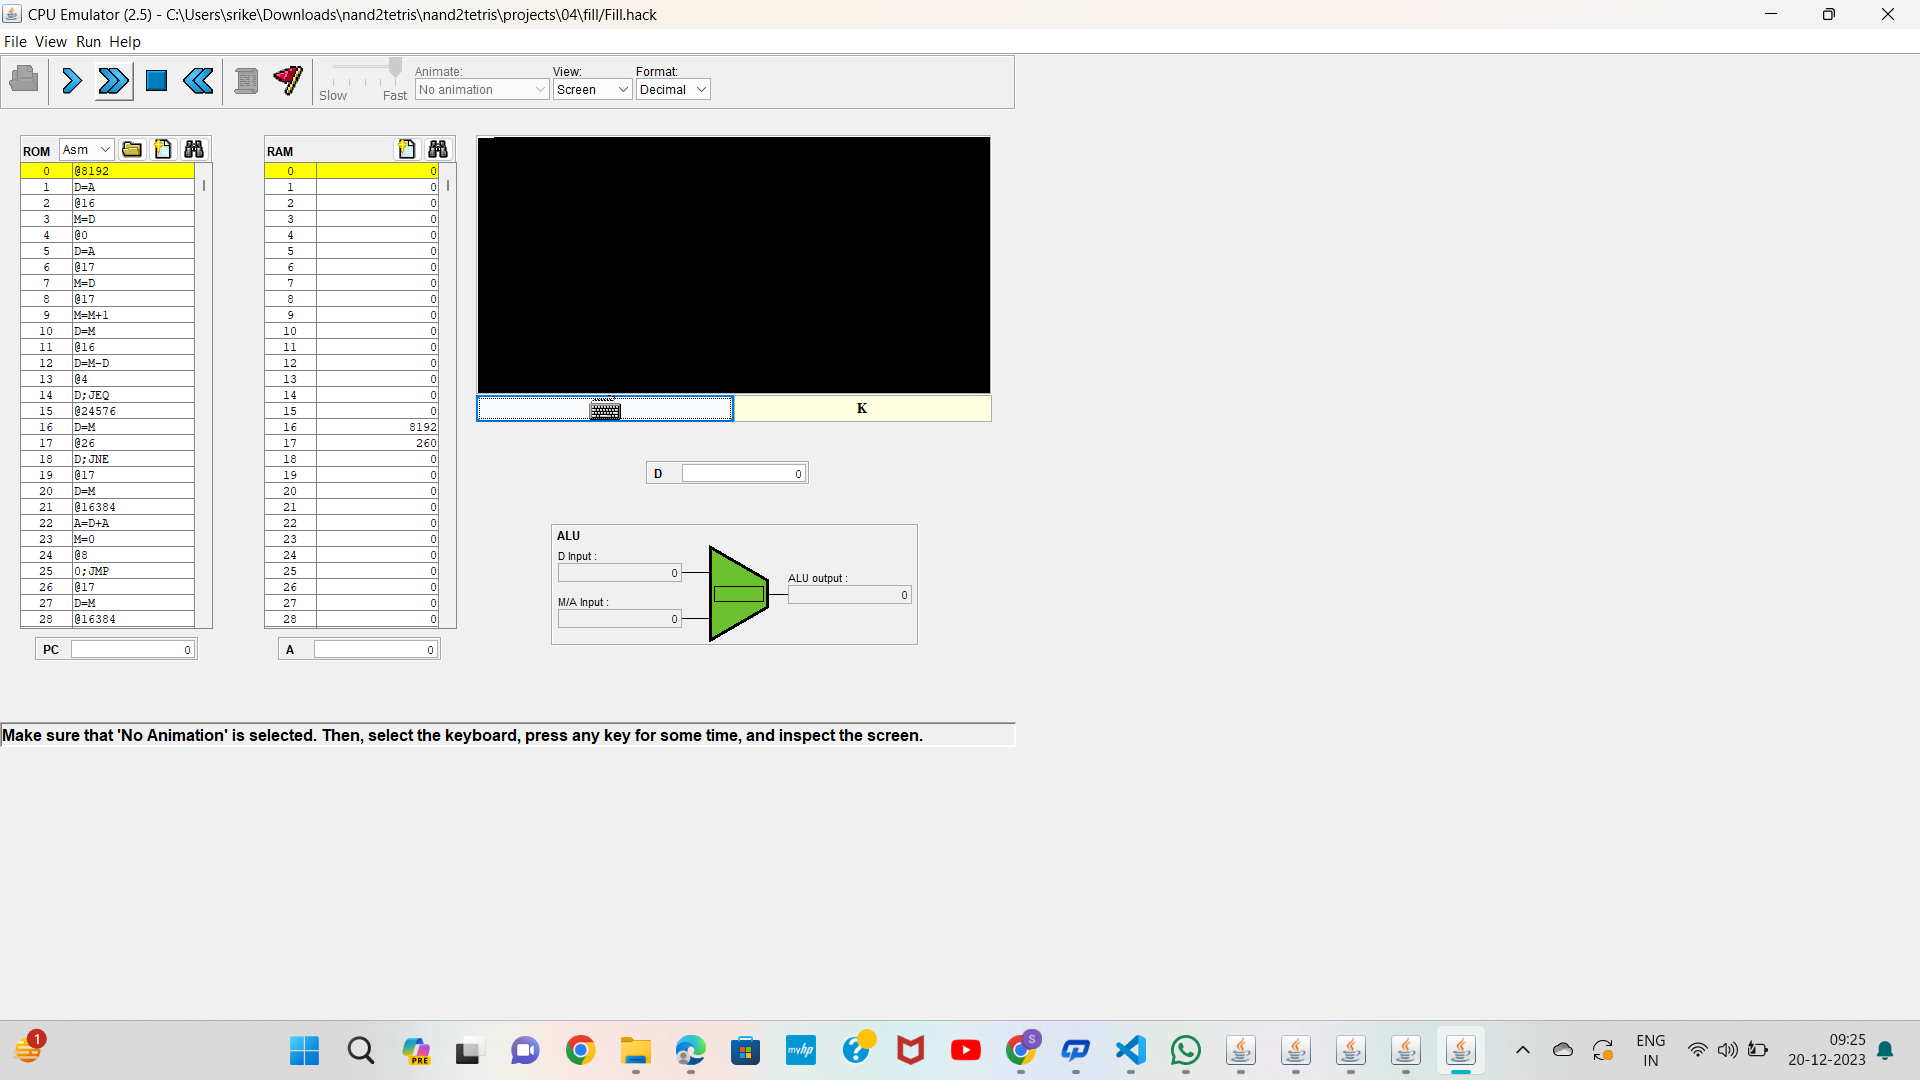 CPU Emulator (2.5) - C:\Users\srike\Downloads\nand2tetris\nand2tetris\projects\04\fill/Fill.hack
File View Run Help
Slow Fast
Animate:
No animation
View:
Screen
Format:
Decimal
ROM Asm
0 @8192
1 D=A
2 @16
3 M=D
4 @0
5 D=A
6 @17
7 M=D
8 @17
9 M=M+1
10 D=M
11 @16
12 D=M-D
13 @4
14 D;JEQ
15 @24576
16 D=M
17 @26
18 D;JNE
19 @17
20 D=M
21 @16384
22 A=D+A
23 M=0
24 @8
25 0;JMP
26 @17
27 D=M
28 @16384
PC 0
RAM
0 0
1 0
2 0
3 0
4 0
5 0
6 0
7 0
8 0
9 0
10 0
11 0
12 0
13 0
14 0
15 0
16 8192
17 260
18 0
19 0
20 0
21 0
22 0
23 0
24 0
25 0
26 0
27 0
28 0
A 0
K
D 0
ALU
D Input :
0
M/A Input :
0
ALU output :
0
Make sure that 'No Animation' is selected. Then, select the keyboard, press any key for some time, and inspect the screen.
1
PRE
myhp
S
ENG
IN
09:25
20-12-2023